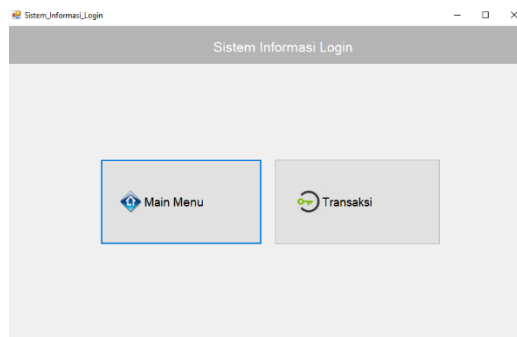 Sistem_Informasi_Login
Sistem Informasi Login
Main Menu
Transaksi